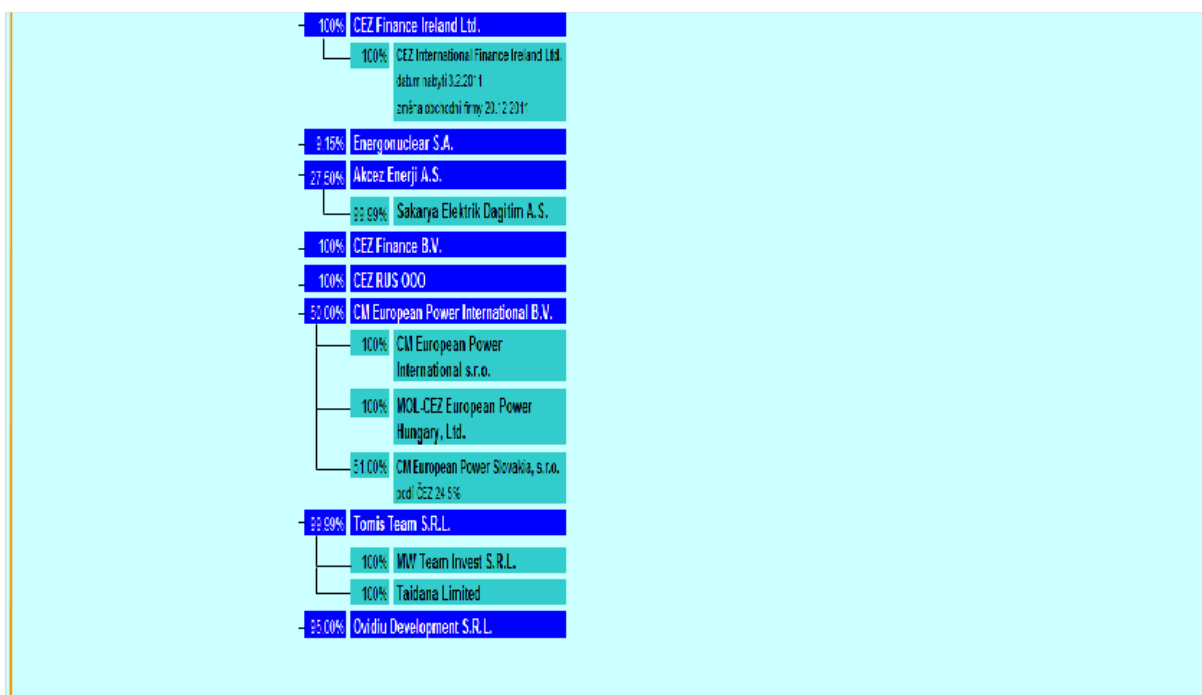 100% CEZ Finance Ireland Ltd.
100% CEZ International Finance Ireland Ltd.
datum nabytí 3.2.2011
změna obchodní firmy 20.12.2011
9.15% Energonuclear S.A.
27.50% Akcez Enerji A.S.
99.99% Sakarya Elektrik Dagitim A.S.
100% CEZ Finance B.V.
100% CEZ RUS OOO
50.00% CM European Power International B.V.
100% CM European Power
International s.r.o.
100% MOL-CEZ European Power
Hungary, Ltd.
51.00% CM European Power Slovakia, s.r.o.
podíl ČEZ 24.5%
99.99% Tomis Team S.R.L.
100% MW Team Invest S.R.L.
100% Taidana Limited
95.00% Ovidiu Development S.R.L.